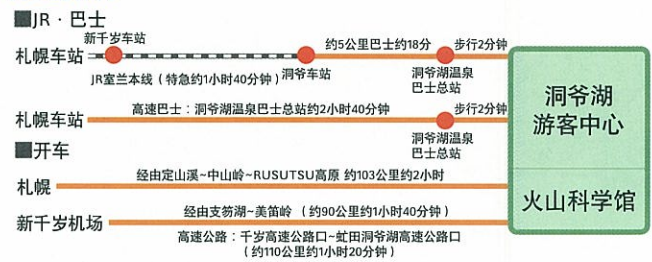 ■JR・巴士
新千岁车站
札幌车站
JR室兰本线（特急约1小时40分钟）
洞爷车站
约5公里巴士约18分
洞爷湖温泉
巴士总站
步行2分钟
札幌车站
高速巴士：洞爷湖温泉巴士总站约2小时40分钟
洞爷湖温泉
巴士总站
步行2分钟
■开车
札幌
经由定山溪~中山岭~RUSUTSU高原 约103公里约2小时
新千岁机场
经由支笏湖~美笛岭 （约90公里约1小时40分钟）
高速公路：千岁高速公路口~虻田洞爷湖高速公路口
（约110公里约1小时20分钟）
洞爷湖
游客中心
火山科学馆